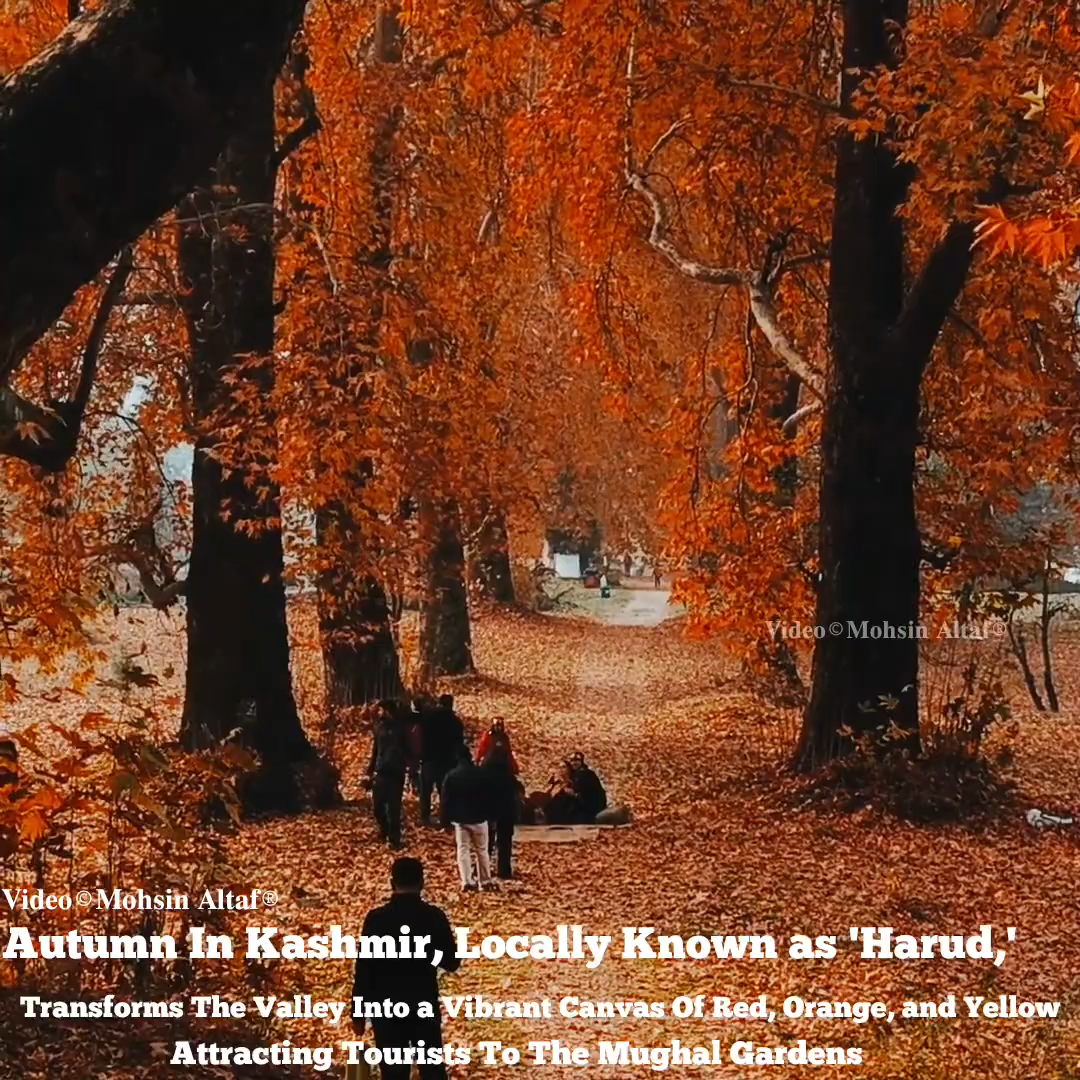 Video©Mohsin Altaf®
Video©Mohsin Altaf®
Autumn In Kashmir, Locally Known as 'Harud,'
Transforms The Valley Into a Vibrant Canvas Of Red, Orange, and Yellow
Attracting Tourists To The Mughal Gardens